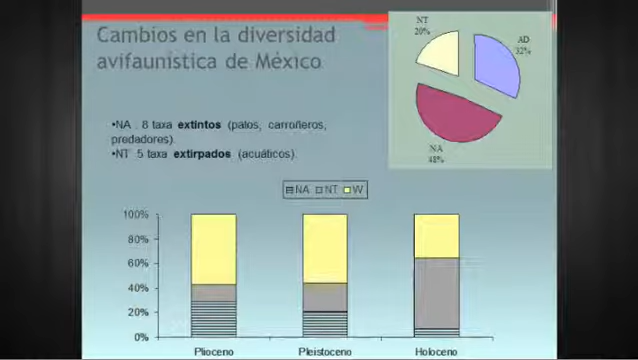 Cambios en la diversidad
avifaunística de México
NT
20%
AD
32%
NA
48%
•NA 8 taxa extintos (patos, carroñeros,
predadores).
•NT 5 taxa extirpados (acuáticos).
NA NT W
100%
80%
60%
40%
20%
0%
Plioceno Pleistoceno Holoceno